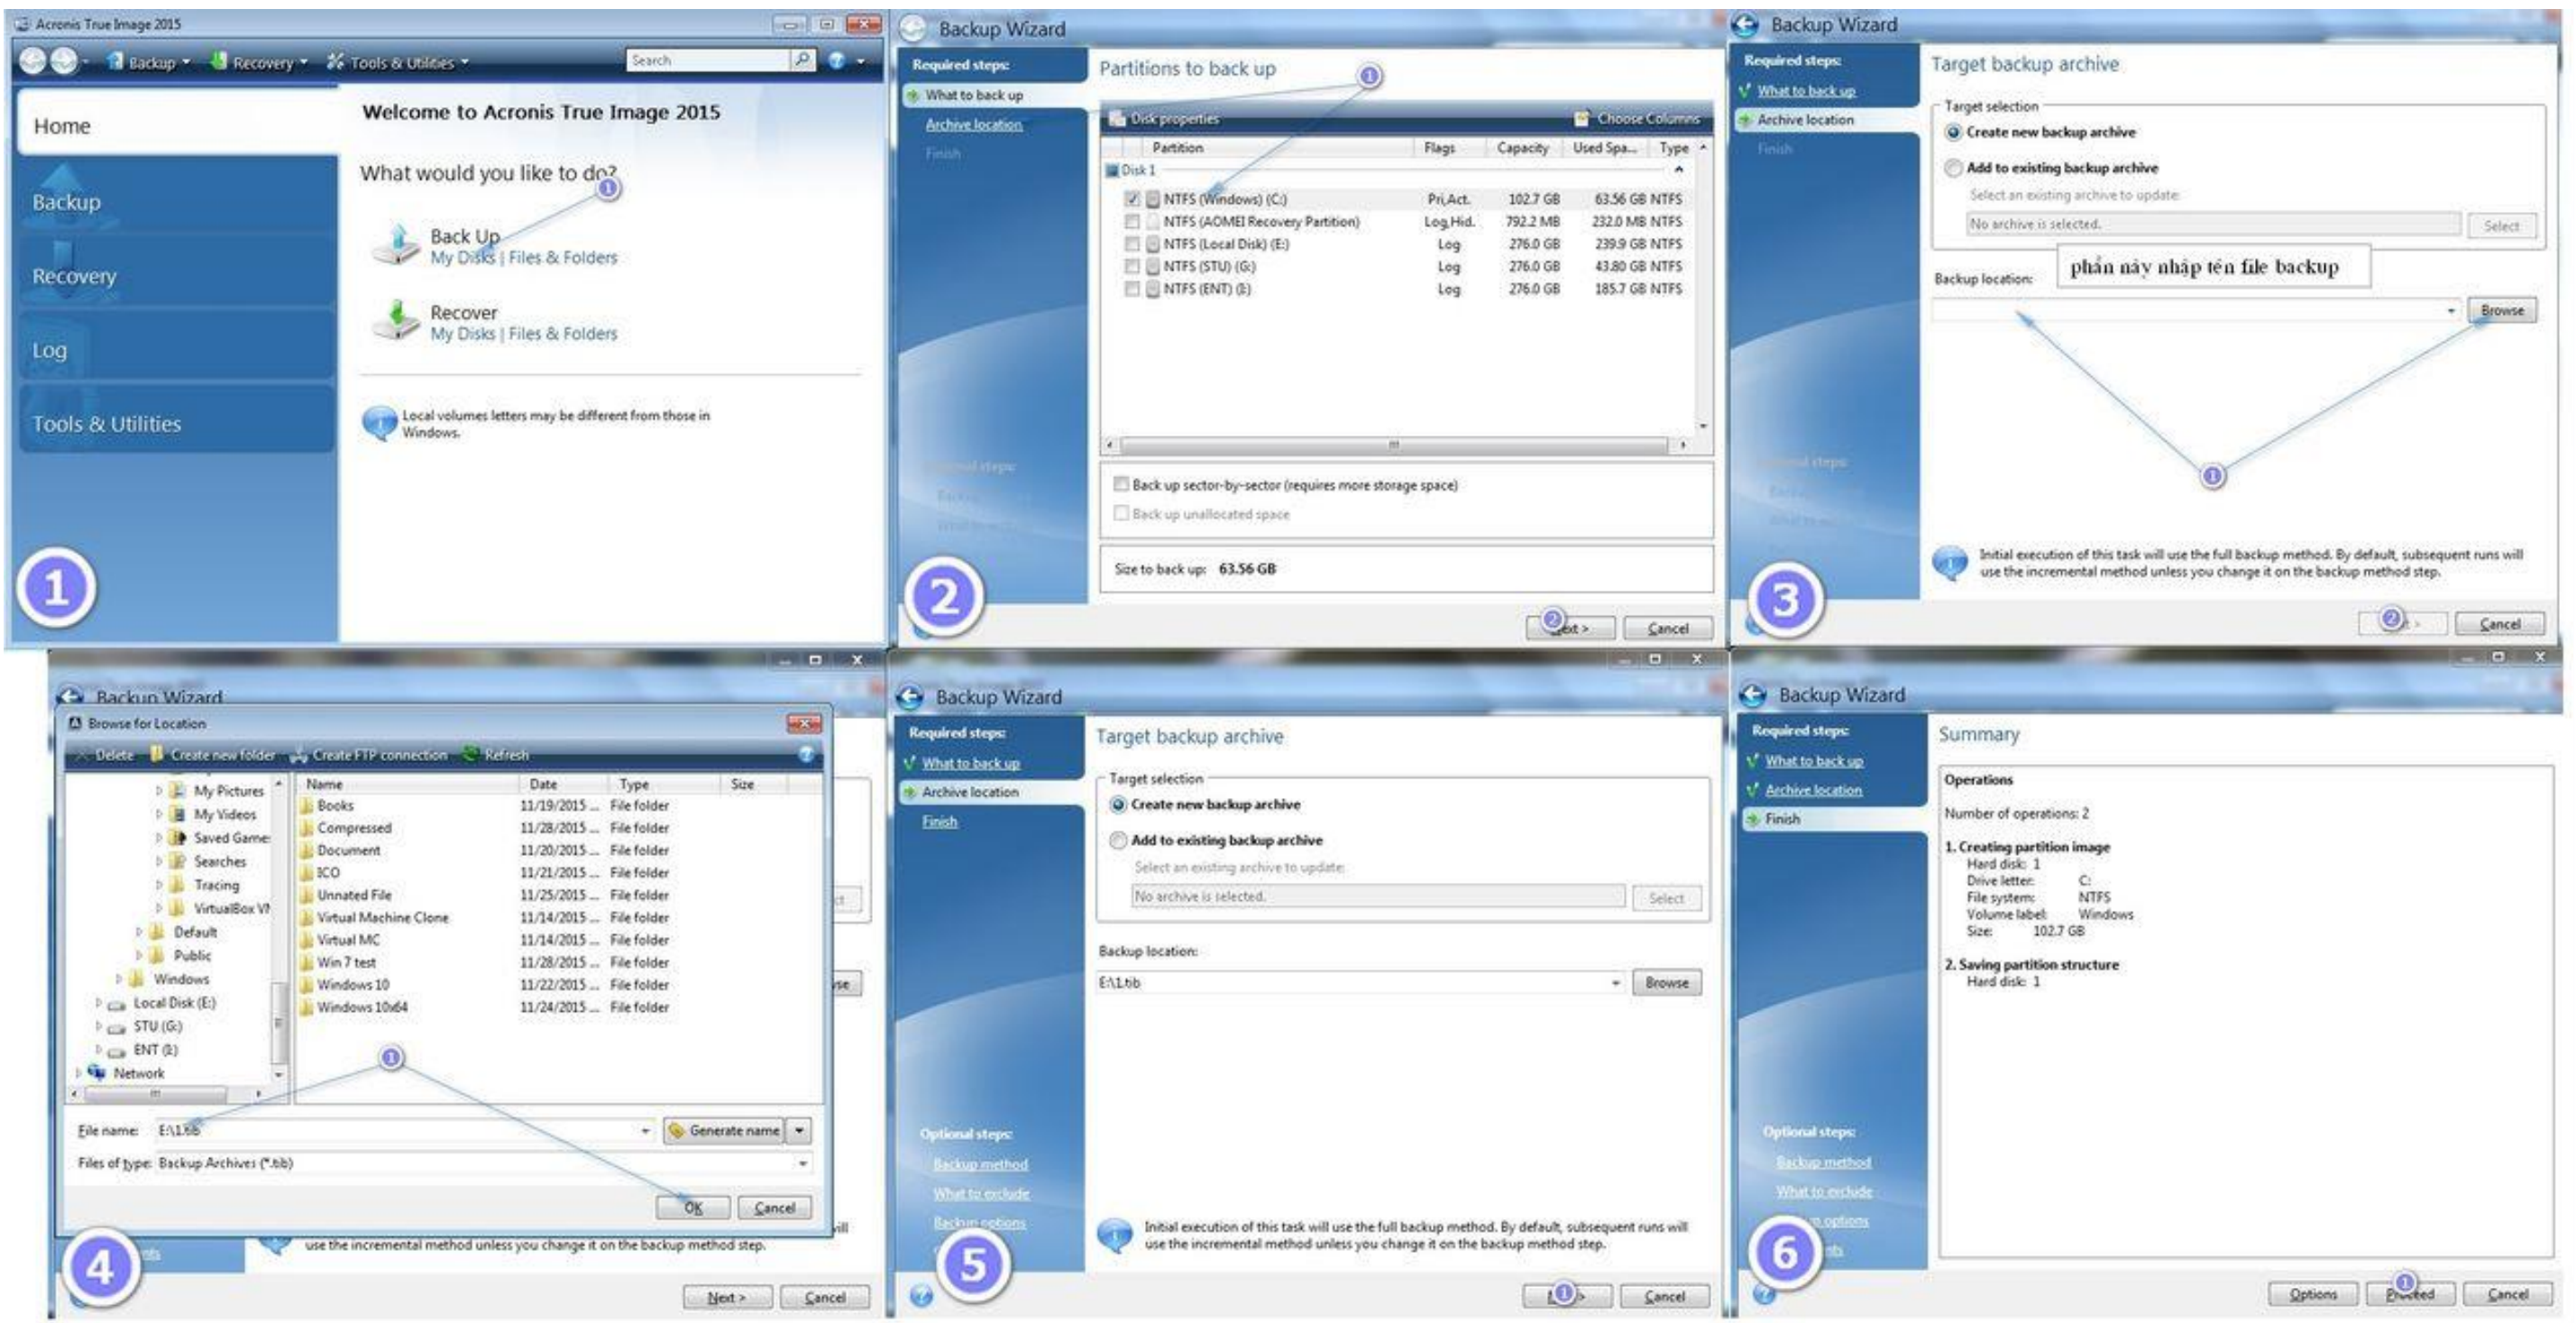 Acronis True Image 2015
Backup
Recovery
Tools & Utilities
Search
Home
Backup
Recovery
Log
Tools & Utilities
Welcome to Acronis True Image 2015
What would you like to do?
1
Back Up
My Disks | Files & Folders
Recover
My Disks | Files & Folders
Local volumes letters may be different from those in
Windows.
1
Backup Wizard
Required steps:
What to back up
Archive location
Finish
Partitions to back up
1
Disk properties
Choose Columns
Partition Flags Capacity Used Spa... Type
Disk 1
NTFS (Windows) (C:) Pri,Act. 102.7 GB 63.56 GB NTFS
NTFS (AOMEI Recovery Partition) Log,Hid. 792.2 MB 232.0 MB NTFS
NTFS (Local Disk) (E:) Log 276.0 GB 239.9 GB NTFS
NTFS (STU) (G:) Log 276.0 GB 43.80 GB NTFS
NTFS (ENT) (I:) Log 276.0 GB 185.7 GB NTFS
Back up sector-by-sector (requires more storage space)
Back up unallocated space
Size to back up: 63.56 GB
2
2
Cancel
Backup Wizard
Required steps:
What to back up
Archive location
Finish
Target backup archive
Target selection
Create new backup archive
Add to existing backup archive
Select an existing archive to update:
No archive is selected.
Select
phần này nhập tên file backup
Backup location:
Browse
1
Initial execution of this task will use the full backup method. By default, subsequent runs will
use the incremental method unless you change it on the backup method step.
3
2
Cancel
Backup Wizard
Browse for Location
Delete
Create new folder
Create FTP connection
Refresh
My Pictures
My Videos
Saved Game
Searches
Tracing
VirtualBox
Default
Public
Windows
Local Disk (E:)
STU (G:)
ENT (I:)
Network
Name Date Type Size
Books 11/19/2015 ... File folder
Compressed 11/28/2015 ... File folder
Document 11/20/2015 ... File folder
ICO 11/21/2015 ... File folder
Unnated File 11/25/2015 ... File folder
Virtual Machine Clone 11/14/2015 ... File folder
Virtual MC 11/14/2015 ... File folder
Win 7 test 11/28/2015 ... File folder
Windows 10 11/22/2015 ... File folder
Windows 10x64 11/24/2015 ... File folder
1
File name: E:\1.tib
Generate name
Files of type: Backup Archives (*.tib)
OK
Cancel
use the incremental method unless you change it on the backup method step.
4
Next >
Cancel
Backup Wizard
Required steps:
What to back up
Archive location
Finish
Target backup archive
Target selection
Create new backup archive
Add to existing backup archive
Select an existing archive to update:
No archive is selected.
Select
Backup location:
E:\1.tib
Browse
Optional steps:
Backup method
What to exclude
Backup options
Initial execution of this task will use the full backup method. By default, subsequent runs will
use the incremental method unless you change it on the backup method step.
5
1
Cancel
Backup Wizard
Required steps:
What to back up
Archive location
Finish
Summary
Operations
Number of operations: 2
1. Creating partition image
Hard disk: 1
Drive letter: C:
File system: NTFS
Volume label: Windows
Size: 102.7 GB
2. Saving partition structure
Hard disk: 1
Optional steps:
Backup method
What to exclude
options
6
Options
1
Proceed
Cancel